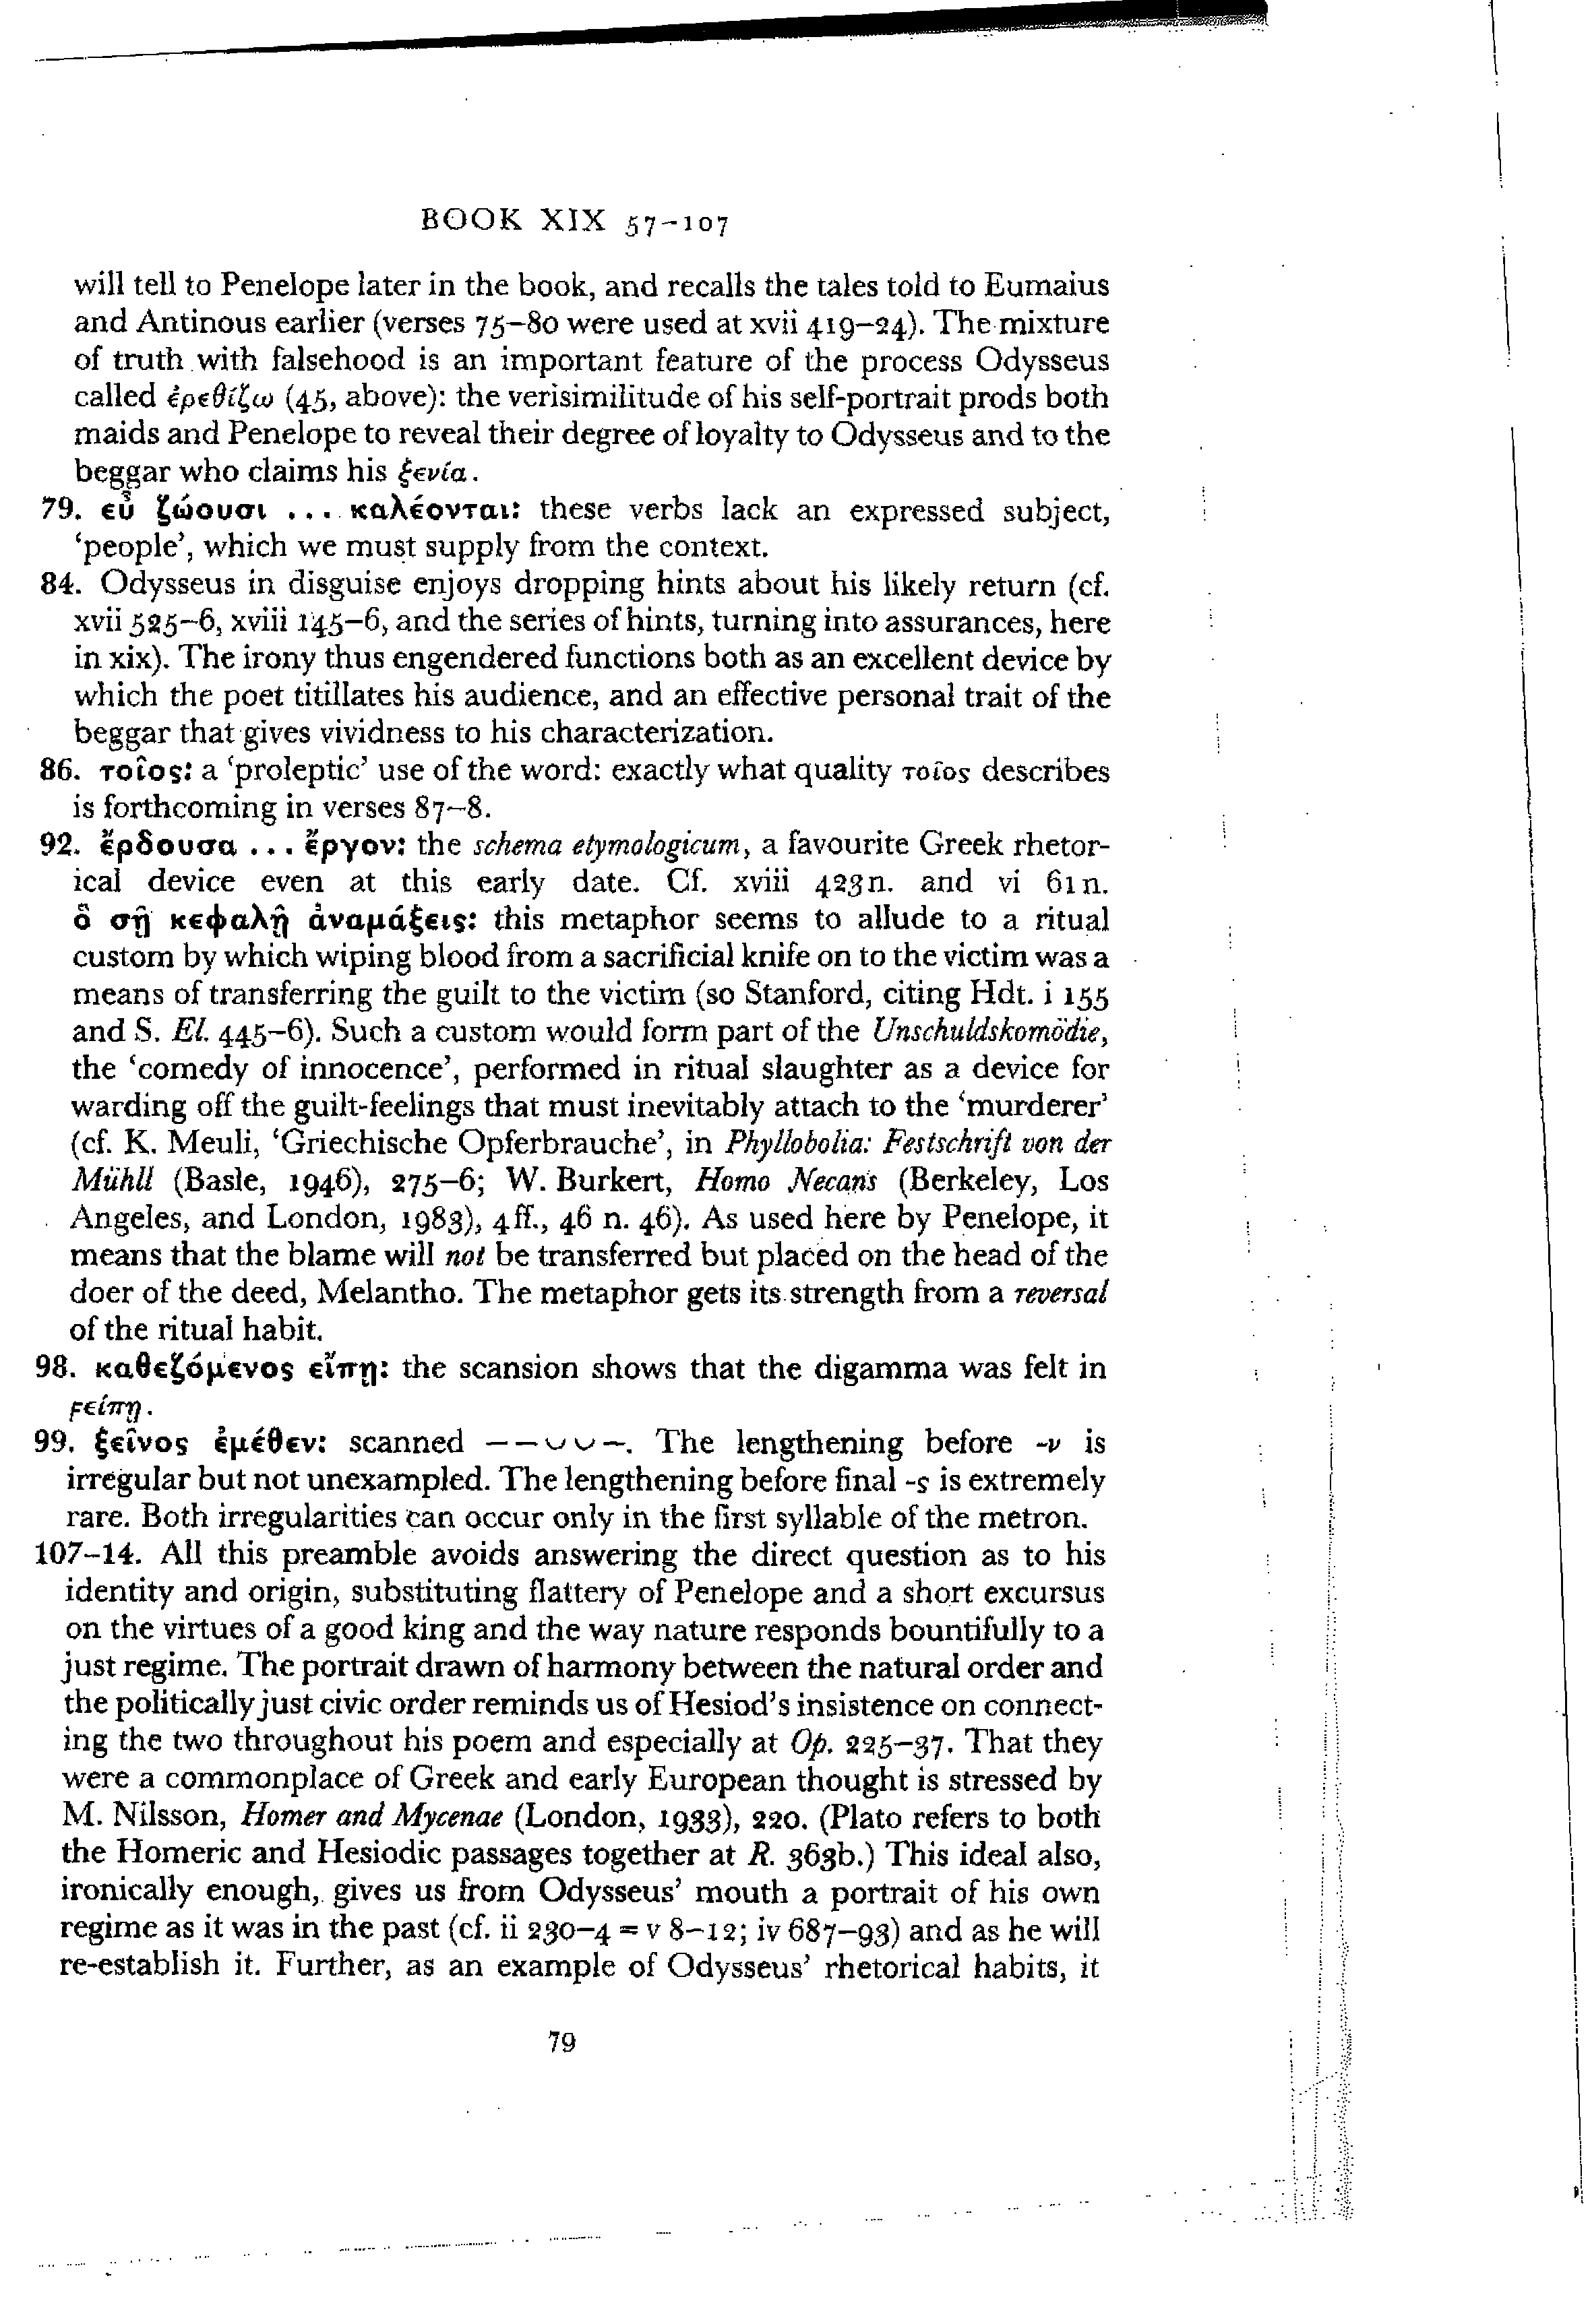 BOOK XIX 57–107
will tell to Penelope later in the book, and recalls the tales told to Eumaius
and Antinous earlier (verses 75–80 were used at xvii 419–24). The mixture
of truth with falsehood is an important feature of the process Odysseus
called ἐρεθίζω (45, above): the verisimilitude of his self-portrait prods both
maids and Penelope to reveal their degree of loyalty to Odysseus and to the
beggar who claims his ξενία.
79. εὖ ζώουσι ... καλέονται: these verbs lack an expressed subject,
‘people’, which we must supply from the context.
84. Odysseus in disguise enjoys dropping hints about his likely return (cf.
xvii 525–6, xviii 145–6, and the series of hints, turning into assurances, here
in xix). The irony thus engendered functions both as an excellent device by
which the poet titillates his audience, and an effective personal trait of the
beggar that gives vividness to his characterization.
86. τοῖος: a ‘proleptic’ use of the word: exactly what quality τοῖος describes
is forthcoming in verses 87–8.
92. ἔρδουσα ... ἔργον: the schema etymologicum, a favourite Greek rhetor-
ical device even at this early date. Cf. xviii 423n. and vi 61n.
ὃ σῇ κεφαλῇ ἀναμάξεις: this metaphor seems to allude to a ritual
custom by which wiping blood from a sacrificial knife on to the victim was a
means of transferring the guilt to the victim (so Stanford, citing Hdt. i 155
and S. El. 445–6). Such a custom would form part of the Unschuldskomödie,
the ‘comedy of innocence’, performed in ritual slaughter as a device for
warding off the guilt-feelings that must inevitably attach to the ‘murderer’
(cf. K. Meuli, ‘Griechische Opferbrauche’, in Phyllobolia: Festschrift von der
Mühll (Basle, 1946), 275–6; W. Burkert, Homo Necans (Berkeley, Los
Angeles, and London, 1983), 4ff., 46 n. 46). As used here by Penelope, it
means that the blame will not be transferred but placed on the head of the
doer of the deed, Melantho. The metaphor gets its strength from a reversal
of the ritual habit.
98. καθεζόμενος εἴπῃ: the scansion shows that the digamma was felt in
ϝείπῃ.
99. ξεῖνος ἐμέθεν: scanned – – ⏑ ⏑ –. The lengthening before -ν is
irregular but not unexampled. The lengthening before final -ς is extremely
rare. Both irregularities can occur only in the first syllable of the metron.
107–14. All this preamble avoids answering the direct question as to his
identity and origin, substituting flattery of Penelope and a short excursus
on the virtues of a good king and the way nature responds bountifully to a
just regime. The portrait drawn of harmony between the natural order and
the politically just civic order reminds us of Hesiod’s insistence on connect-
ing the two throughout his poem and especially at Op. 225–37. That they
were a commonplace of Greek and early European thought is stressed by
M. Nilsson, Homer and Mycenae (London, 1933), 220. (Plato refers to both
the Homeric and Hesiodic passages together at R. 363b.) This ideal also,
ironically enough, gives us from Odysseus’ mouth a portrait of his own
regime as it was in the past (cf. ii 230–4 = v 8–12; iv 687–93) and as he will
re-establish it. Further, as an example of Odysseus’ rhetorical habits, it
79